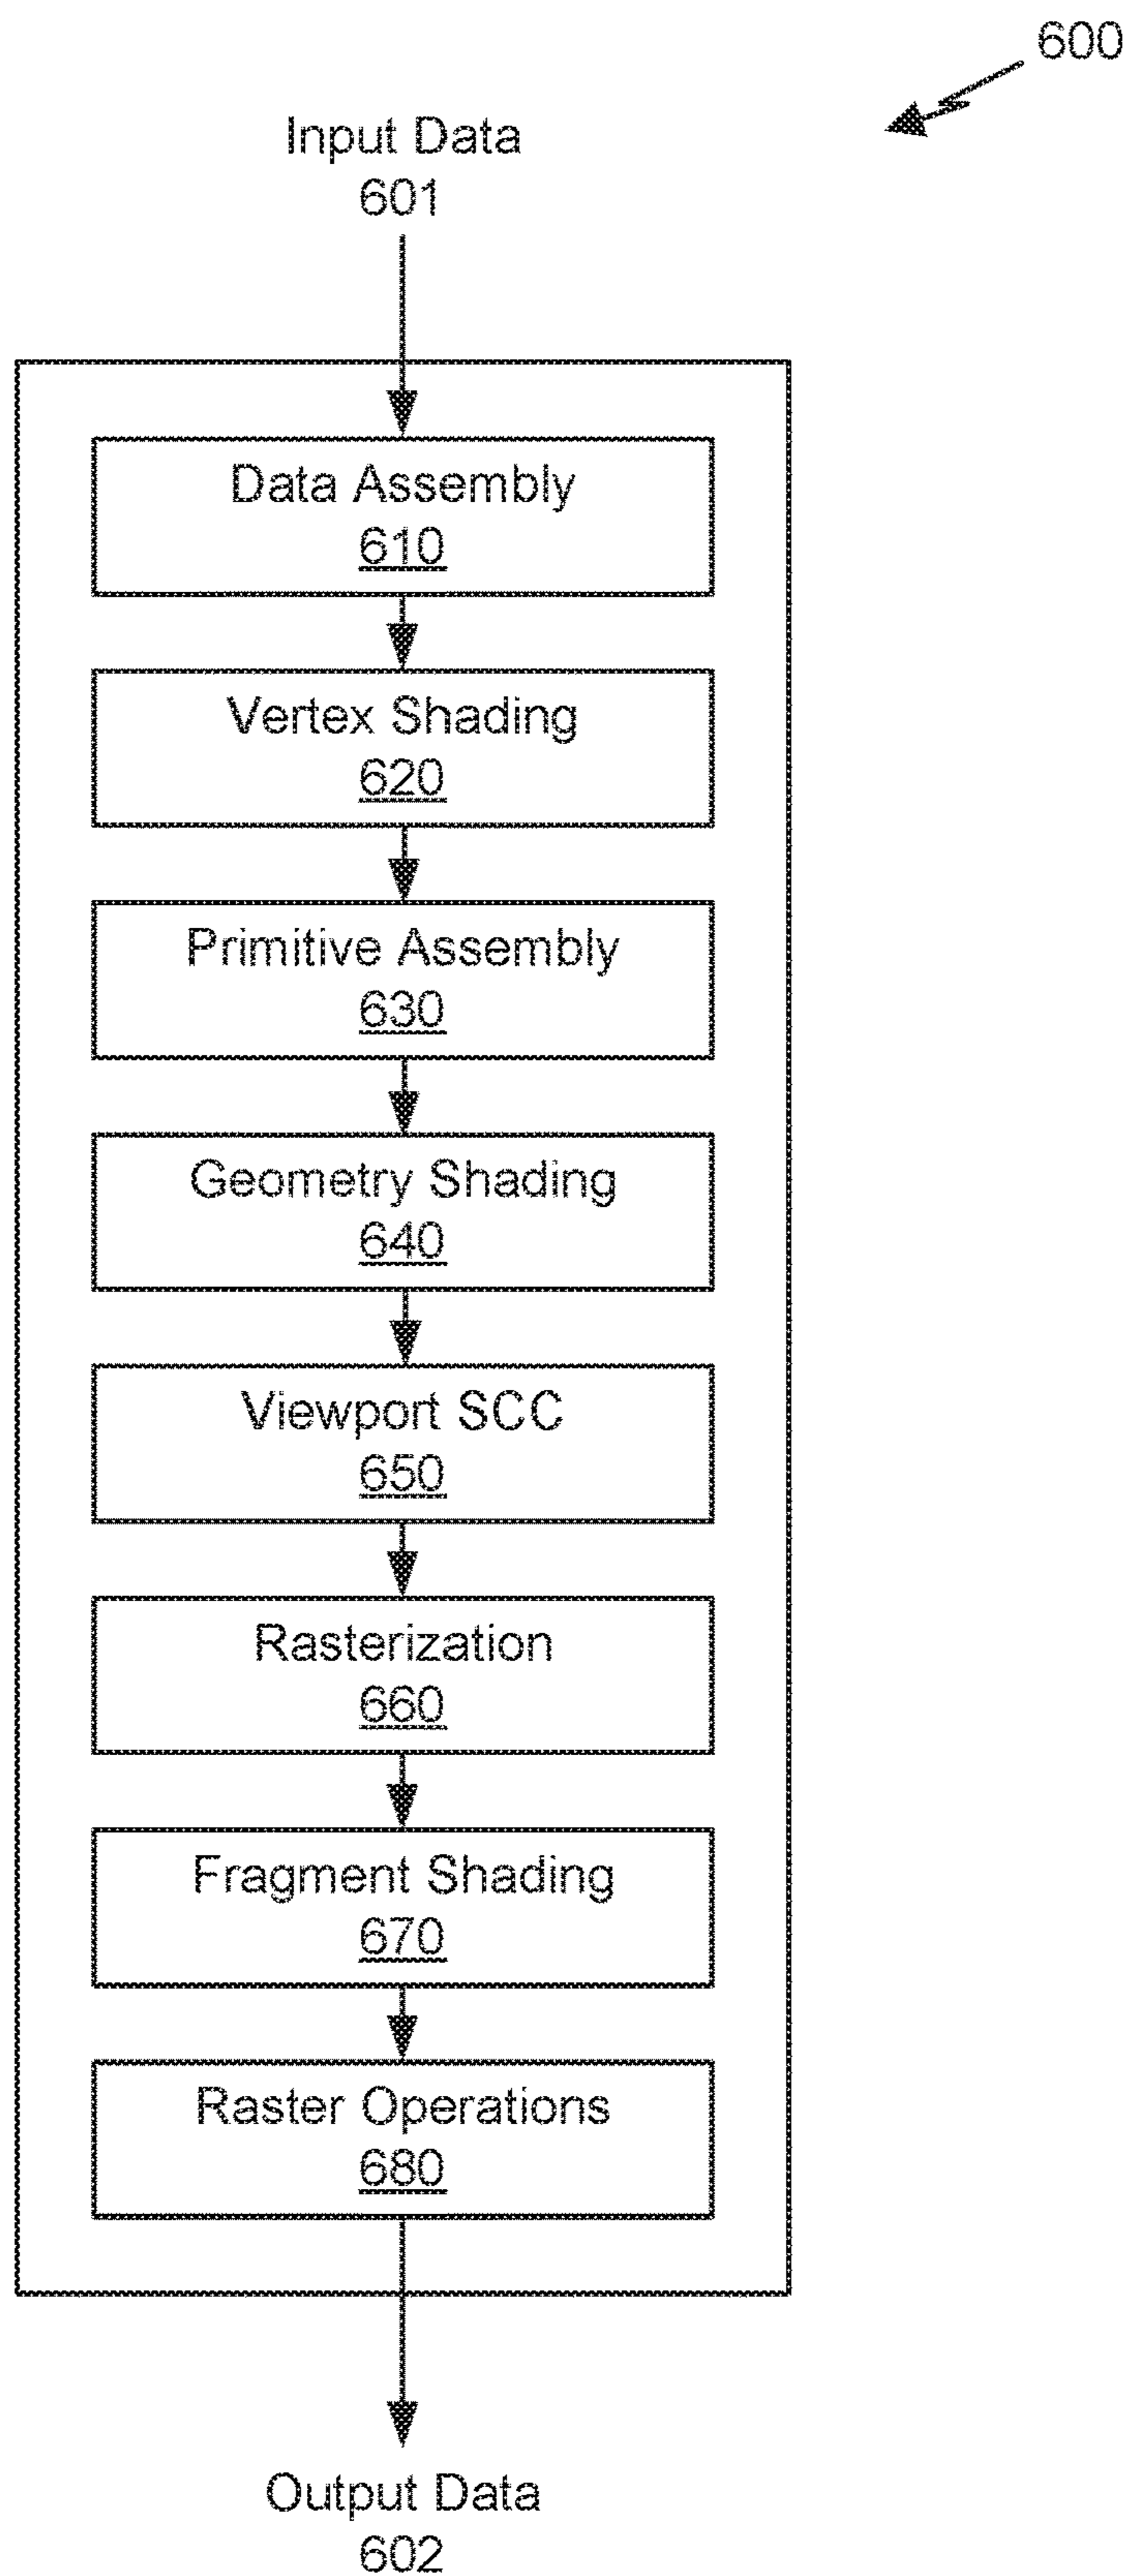 600
Input Data
601
Data Assembly
610
Vertex Shading
620
Primitive Assembly
630
Geometry Shading
640
Viewport SCC
650
Rasterization
660
Fragment Shading
670
Raster Operations
680
Output Data
602